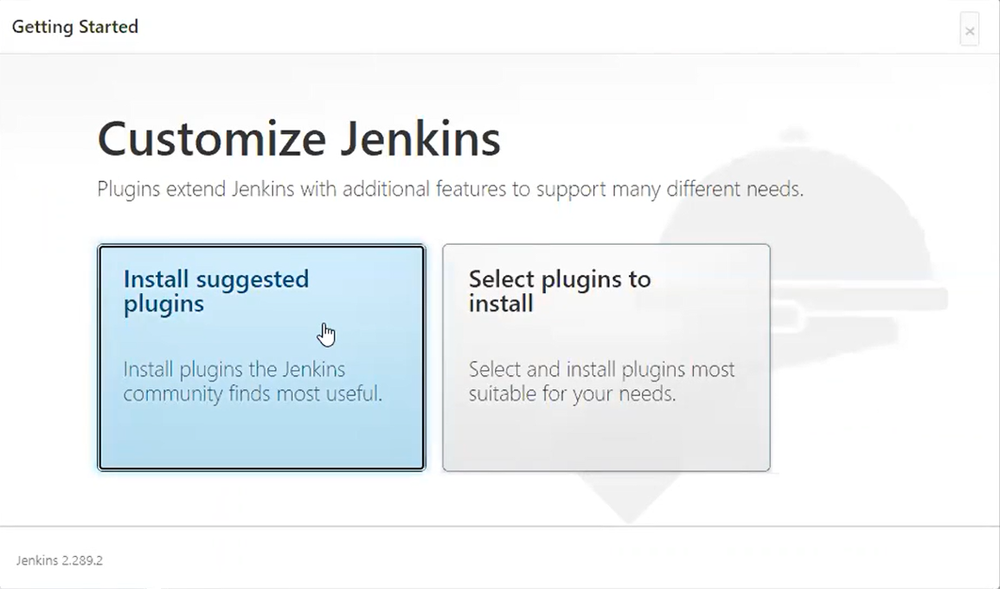 Getting Started
×
Customize Jenkins
Plugins extend Jenkins with additional features to support many different needs.
Install suggested
plugins
Install plugins the Jenkins
community finds most useful.
Select plugins to
install
Select and install plugins most
suitable for your needs.
Jenkins 2.289.2